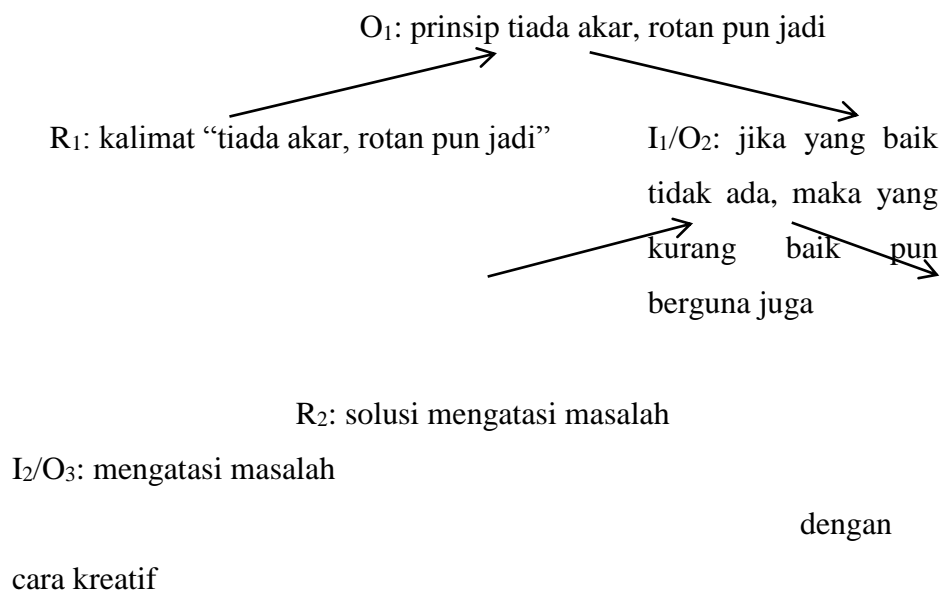 O₁: prinsip tiada akar, rotan pun jadi
R₁: kalimat “tiada akar, rotan pun jadi”
I₁/O₂: jika yang baik
tidak ada, maka yang
kurang baik pun
berguna juga
R₂: solusi mengatasi masalah
I₂/O₃: mengatasi masalah
dengan
cara kreatif